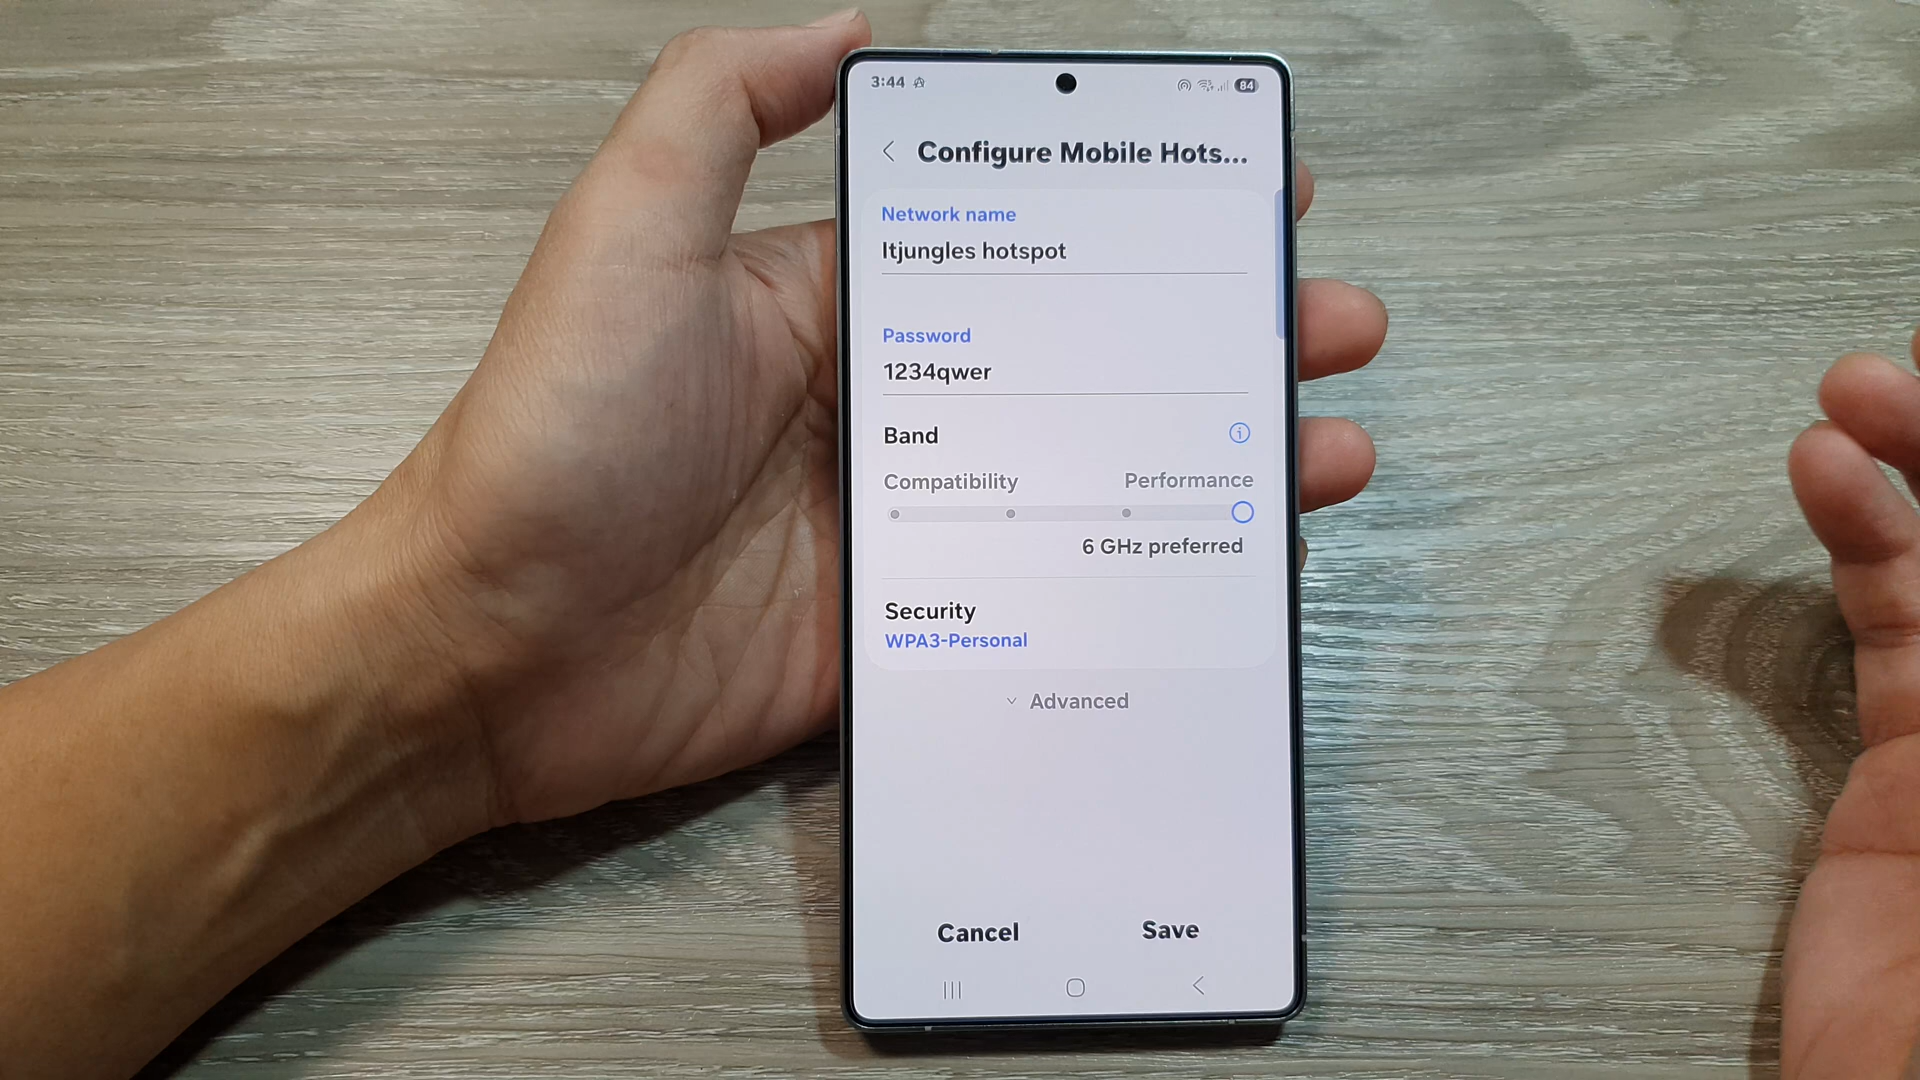 3:44
84
Configure Mobile Hots...
Network name
ltjungles hotspot
Password
1234qwer
Band
Compatibility
Performance
6 GHz preferred
Security
WPA3-Personal
Advanced
Cancel
Save